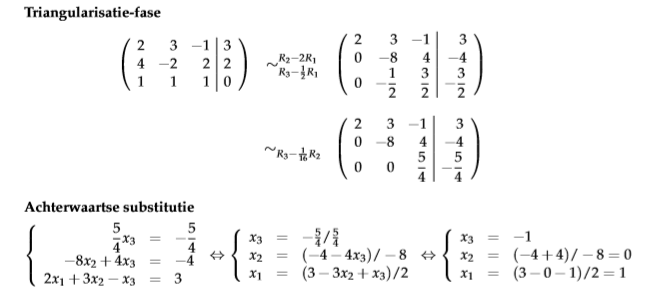 Triangularisatie-fase
( 2 3 −1 | 3 ; 4 −2 2 | 2 ; 1 1 1 | 0 ) ∼ R2−2R1, R3−½R1 ( 2 3 −1 | 3 ; 0 −8 4 | −4 ; 0 −1/2 3/2 | −3/2 )
∼ R3−1/16 R2 ( 2 3 −1 | 3 ; 0 −8 4 | −4 ; 0 0 5/4 | −5/4 )
Achterwaartse substitutie
{ 5/4 x3 = −5/4 ⇔ { x3 = −5/4 / 5/4 ⇔ { x3 = −1
−8x2 + 4x3 = −4 x2 = (−4 − 4x3)/ − 8 x2 = (−4 + 4)/ − 8 = 0
2x1 + 3x2 − x3 = 3 x1 = (3 − 3x2 + x3)/2 x1 = (3 − 0 − 1)/2 = 1